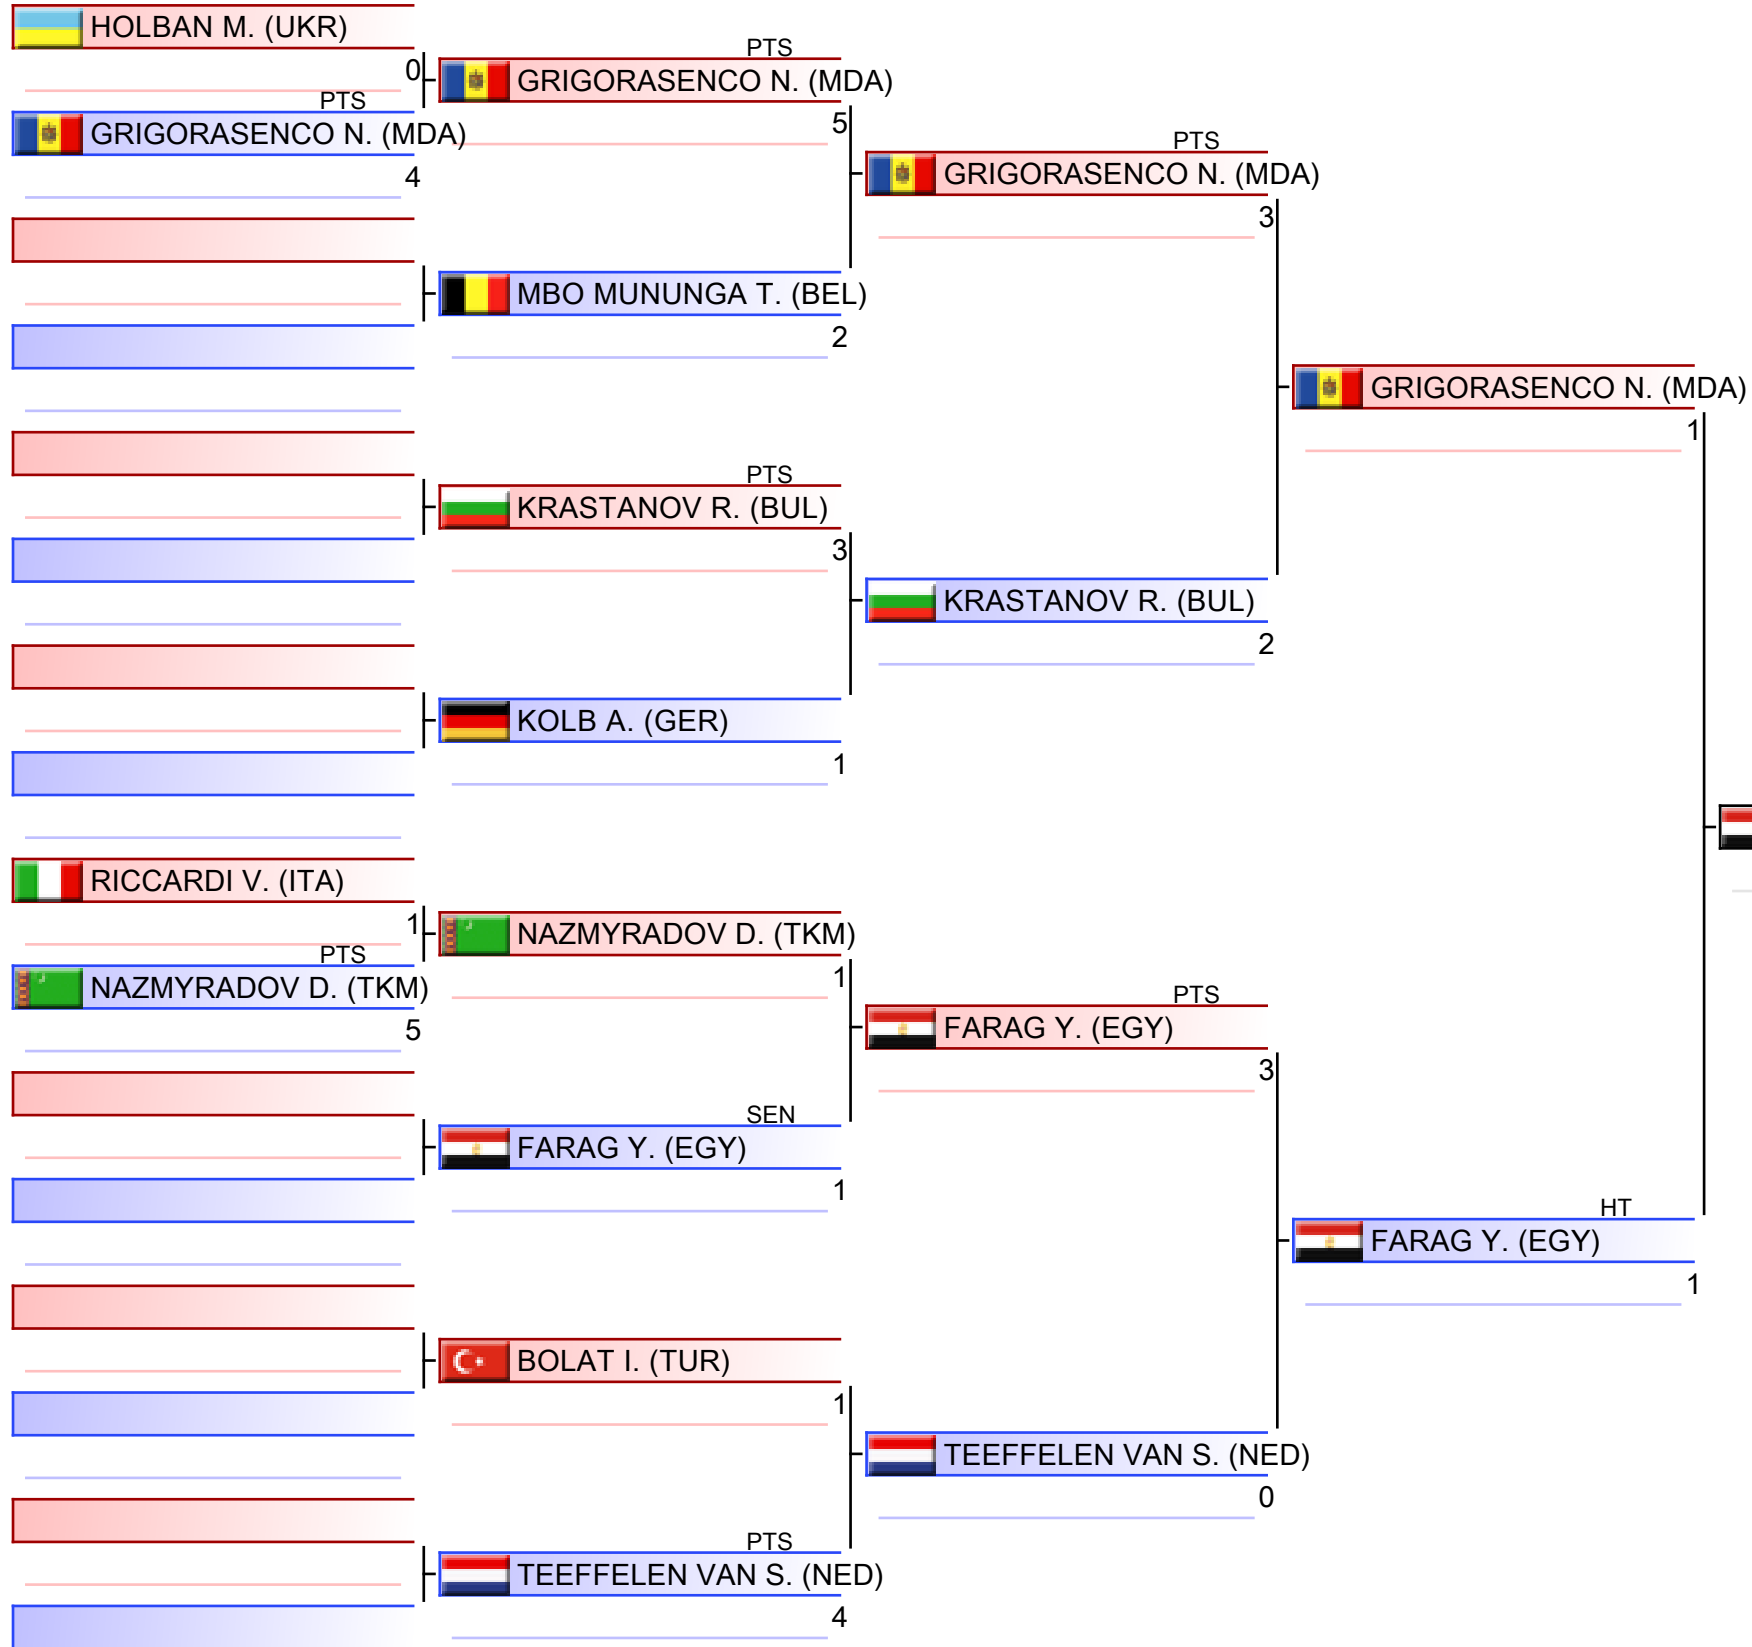 HOLBAN M. (UKR)
0
PTS
GRIGORASENCO N. (MDA)
4
PTS
GRIGORASENCO N. (MDA)
5
MBO MUNUNGA T. (BEL)
2
PTS
KRASTANOV R. (BUL)
3
KOLB A. (GER)
1
RICCARDI V. (ITA)
1
PTS
NAZMYRADOV D. (TKM)
5
NAZMYRADOV D. (TKM)
1
SEN
FARAG Y. (EGY)
1
BOLAT I. (TUR)
1
PTS
TEEFFELEN VAN S. (NED)
4
PTS
GRIGORASENCO N. (MDA)
3
KRASTANOV R. (BUL)
2
PTS
FARAG Y. (EGY)
3
TEEFFELEN VAN S. (NED)
0
GRIGORASENCO N. (MDA)
1
HT
FARAG Y. (EGY)
1